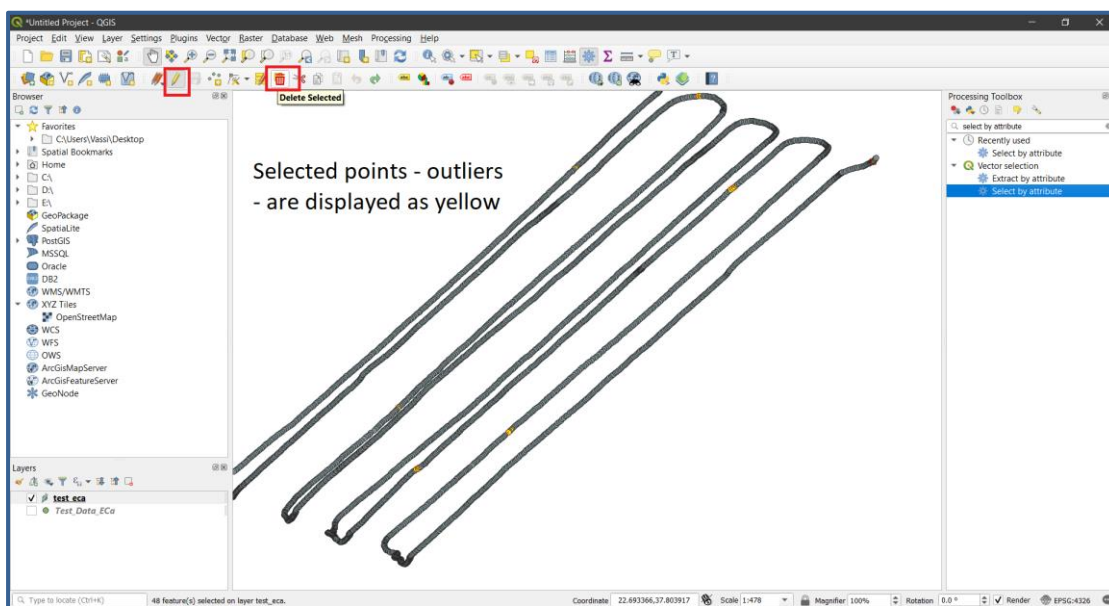 *Untitled Project - QGIS
Project Edit View Layer Settings Plugins Vector Raster Database Web Mesh Processing Help
Delete Selected
Browser
Favorites
C:\Users\Vassi\Desktop
Spatial Bookmarks
Home
C:\
D:\
E:\
GeoPackage
SpatiaLite
PostGIS
MSSQL
Oracle
DB2
WMS/WMTS
XYZ Tiles
OpenStreetMap
WCS
WFS
OWS
ArcGisMapServer
ArcGisFeatureServer
GeoNode
Layers
test_eca
Test_Data_ECa
Selected points - outliers
- are displayed as yellow
Processing Toolbox
select by attribute
Recently used
Select by attribute
Vector selection
Extract by attribute
Select by attribute
Type to locate (Ctrl+K) 48 feature(s) selected on layer test_eca. Coordinate 22.693366,37.803917 Scale 1:478 Magnifier 100% Rotation 0.0 ° Render EPSG:4326